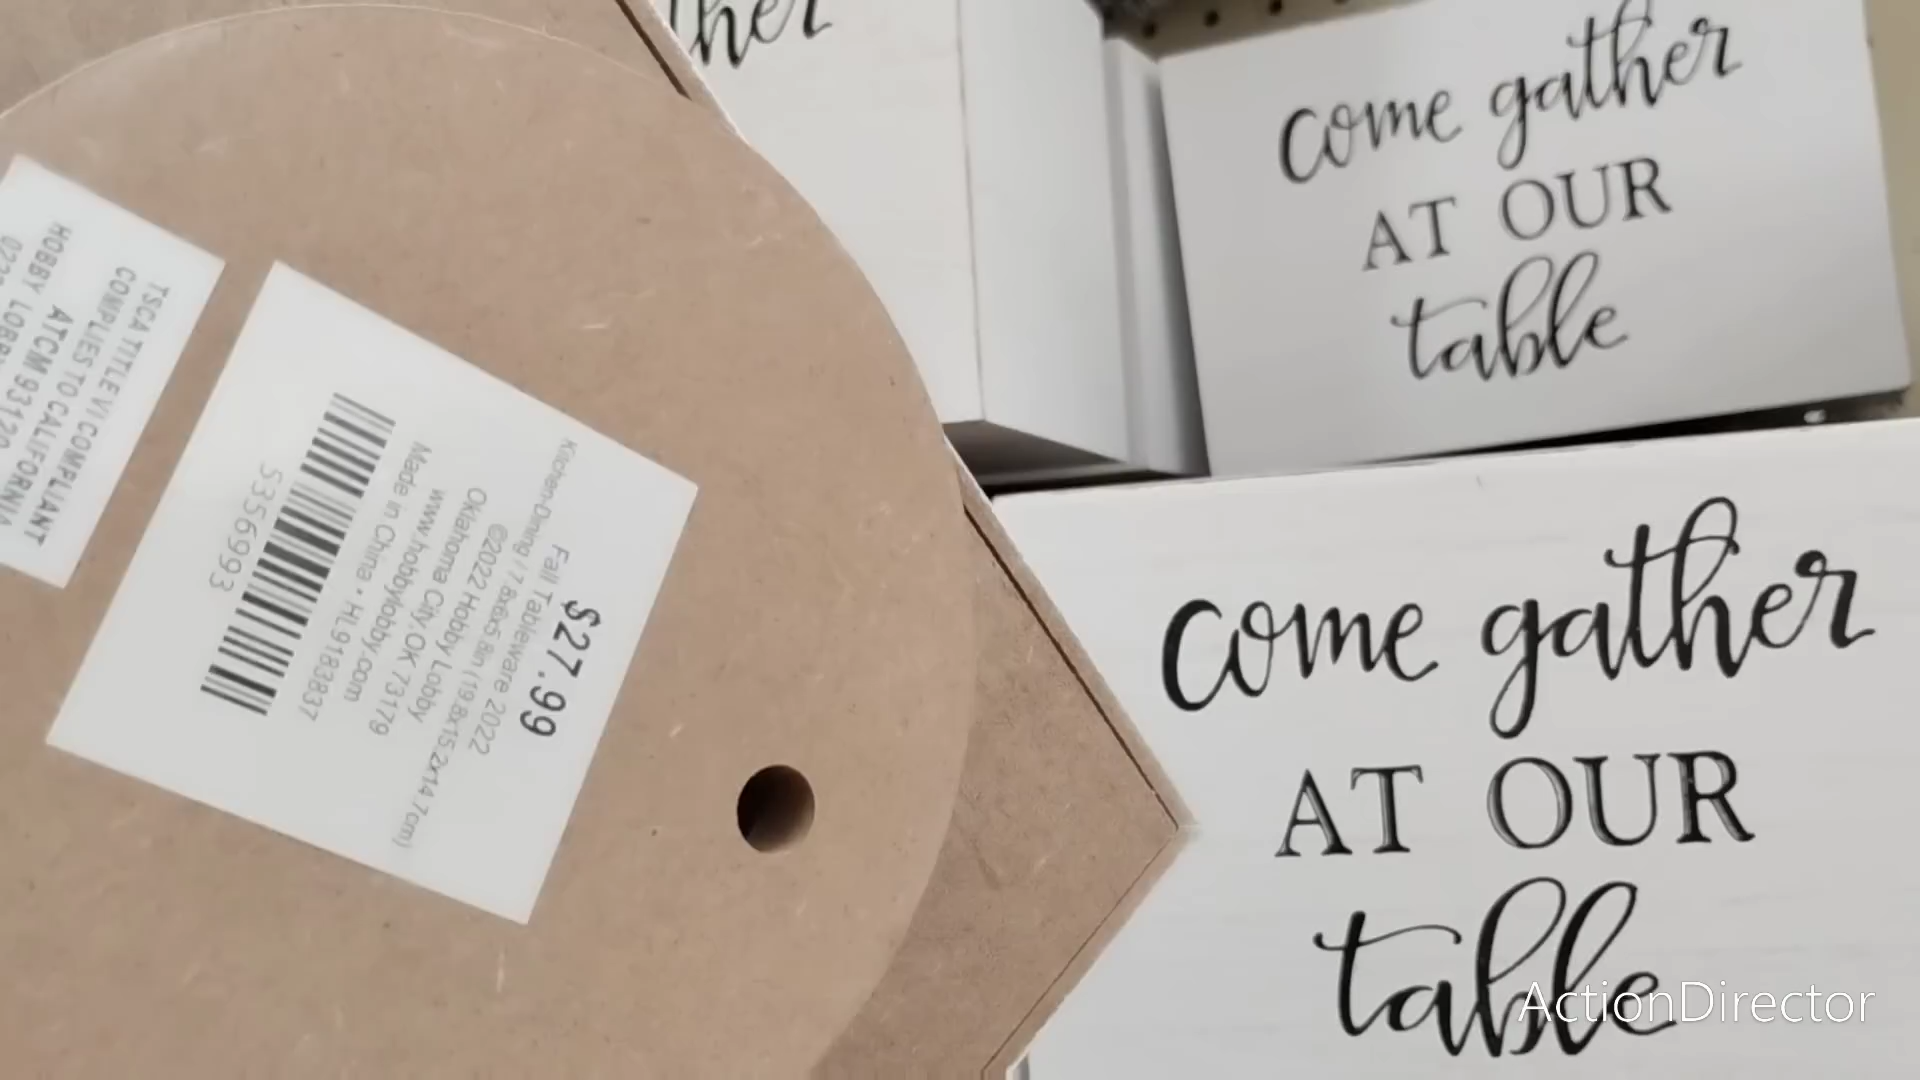 ther
come gather
AT OUR
table
come gather
AT OUR
table
$27.99
Fall Tableware 2022
Kitchen-Dining / 7.8x6x5.8in (19.8x15.2x14.7cm)
©2022 Hobby Lobby
Oklahoma City, OK 73179
www.hobbylobby.com
Made in China • HL9183837
5356993
TSCA TITLE VI COMPLIANT
COMPLIES TO CALIFORNIA
ATCM 93120
HOBBY LOBBY
ActionDirector